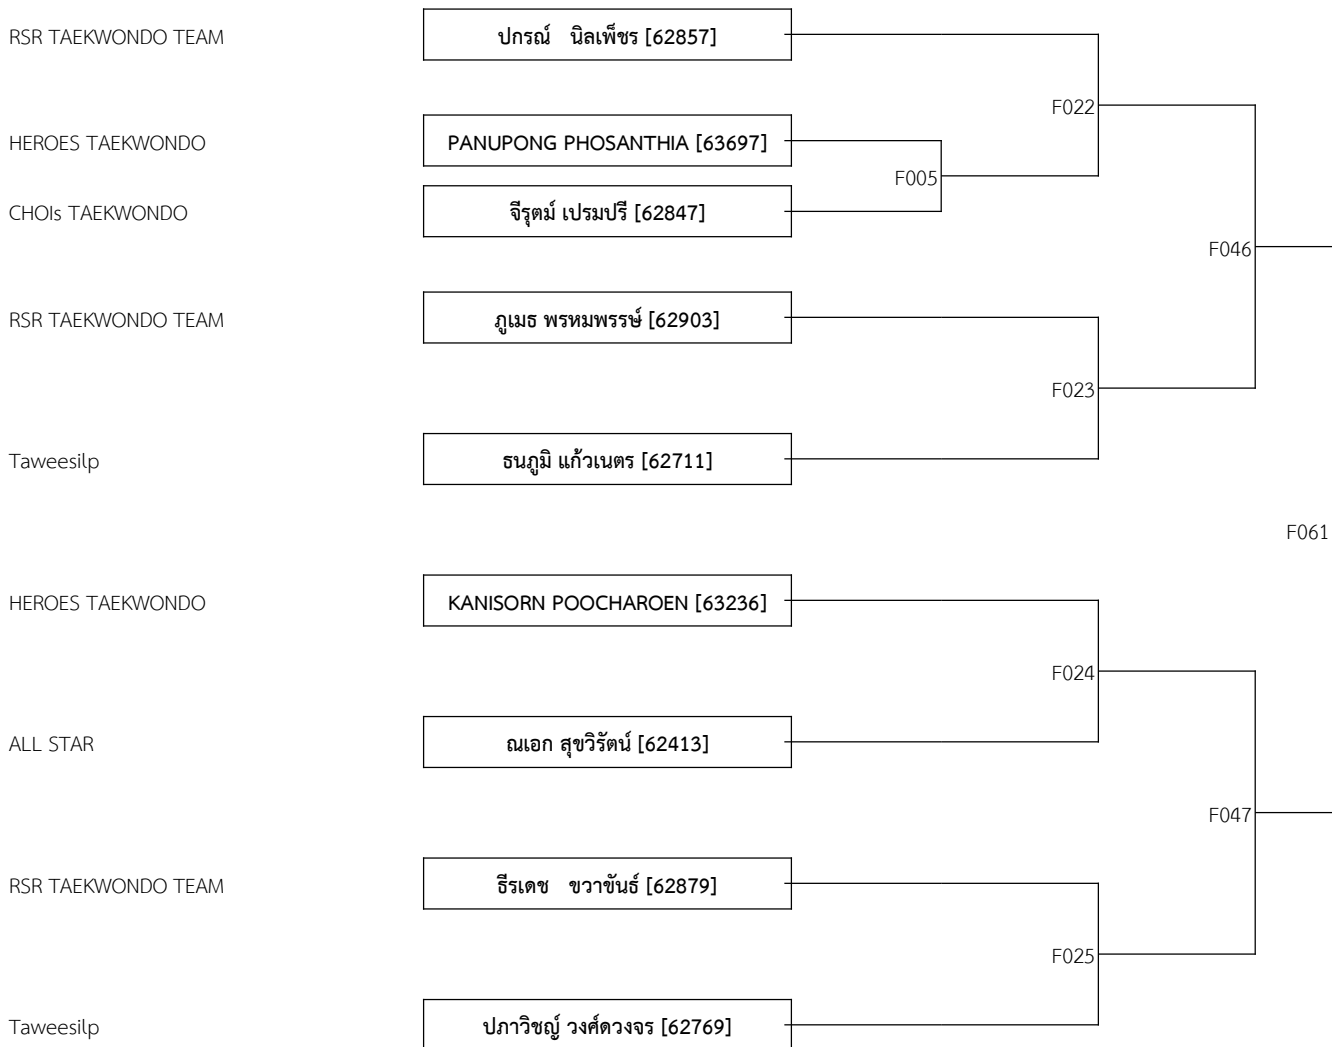 RSR TAEKWONDO TEAM
ปกรณ์ นิลเพ็ชร [62857]
F022
HEROES TAEKWONDO
PANUPONG PHOSANTHIA [63697]
F005
CHOIs TAEKWONDO
จีรุตม์ เปรมปรี [62847]
F046
RSR TAEKWONDO TEAM
ภูเมธ พรหมพรรษ์ [62903]
F023
Taweesilp
ธนภูมิ แก้วเนตร [62711]
F061
HEROES TAEKWONDO
KANISORN POOCHAROEN [63236]
F024
ALL STAR
ณเอก สุขวิรัตน์ [62413]
F047
RSR TAEKWONDO TEAM
ธีรเดช ขวาขันธ์ [62879]
F025
Taweesilp
ปภาวิชญ์ วงศ์ดวงจร [62769]